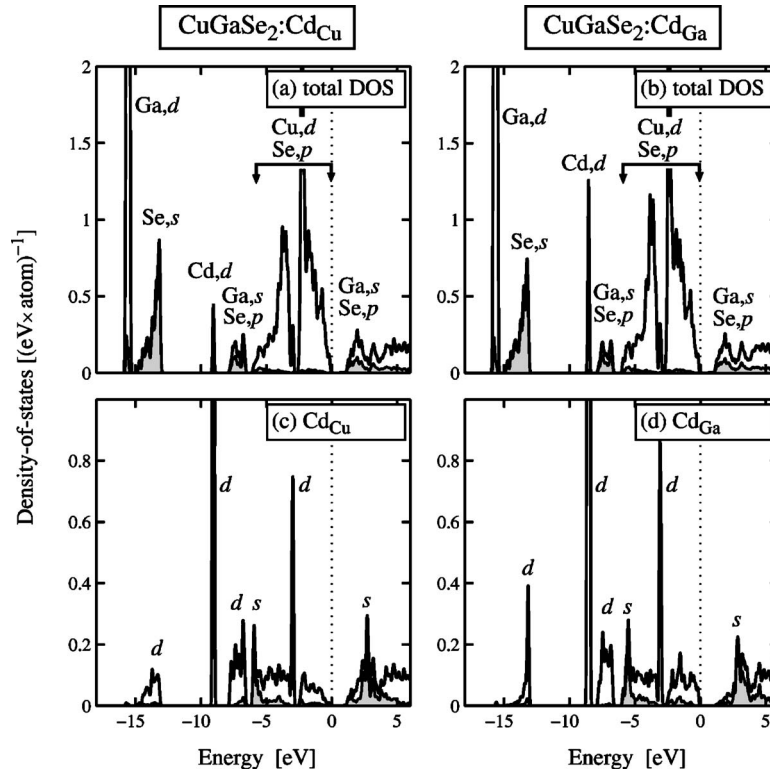 CuGaSe2:CdCu
CuGaSe2:CdGa
Density-of-states [(eV×atom)−1]
2
1.5
1
0.5
0
(a) total DOS
Ga,d
Se,s
Cd,d
Ga,s
Se,p
Cu,d
Se,p
Ga,s
Se,p
2
1.5
1
0.5
0
(b) total DOS
Ga,d
Se,s
Cd,d
Ga,s
Se,p
Cu,d
Se,p
Ga,s
Se,p
0.8
0.6
0.4
0.2
0
(c) CdCu
d
d
d
s
d
s
−15 −10 −5 0 5
Energy [eV]
0.8
0.6
0.4
0.2
0
(d) CdGa
d
d
d
s
d
s
−15 −10 −5 0 5
Energy [eV]